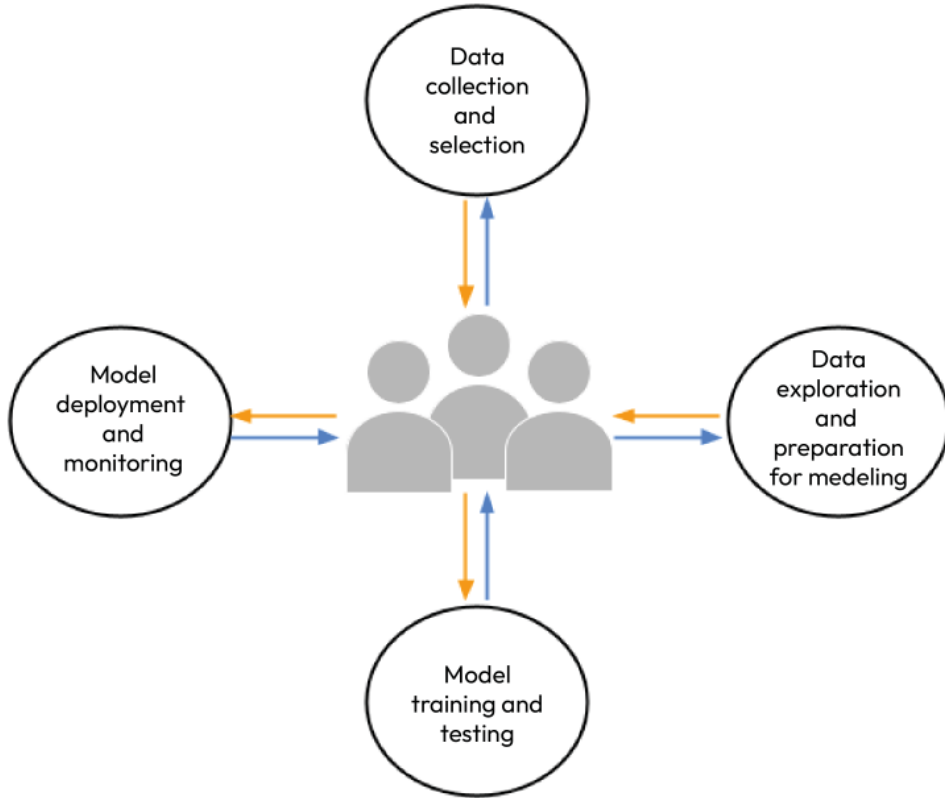 Data
collection
and
selection
Model
deployment
and
monitoring
Data
exploration
and
preparation
for medeling
Model
training and
testing